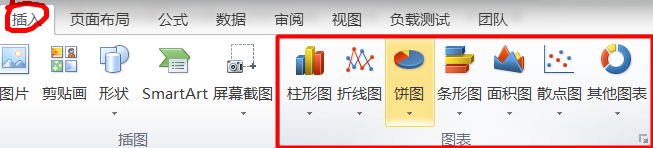 插入 页面布局 公式 数据 审阅 视图 负载测试 团队
图片 剪贴画 形状 SmartArt 屏幕截图 柱形图 折线图 饼图 条形图 面积图 散点图 其他图表
插图 图表